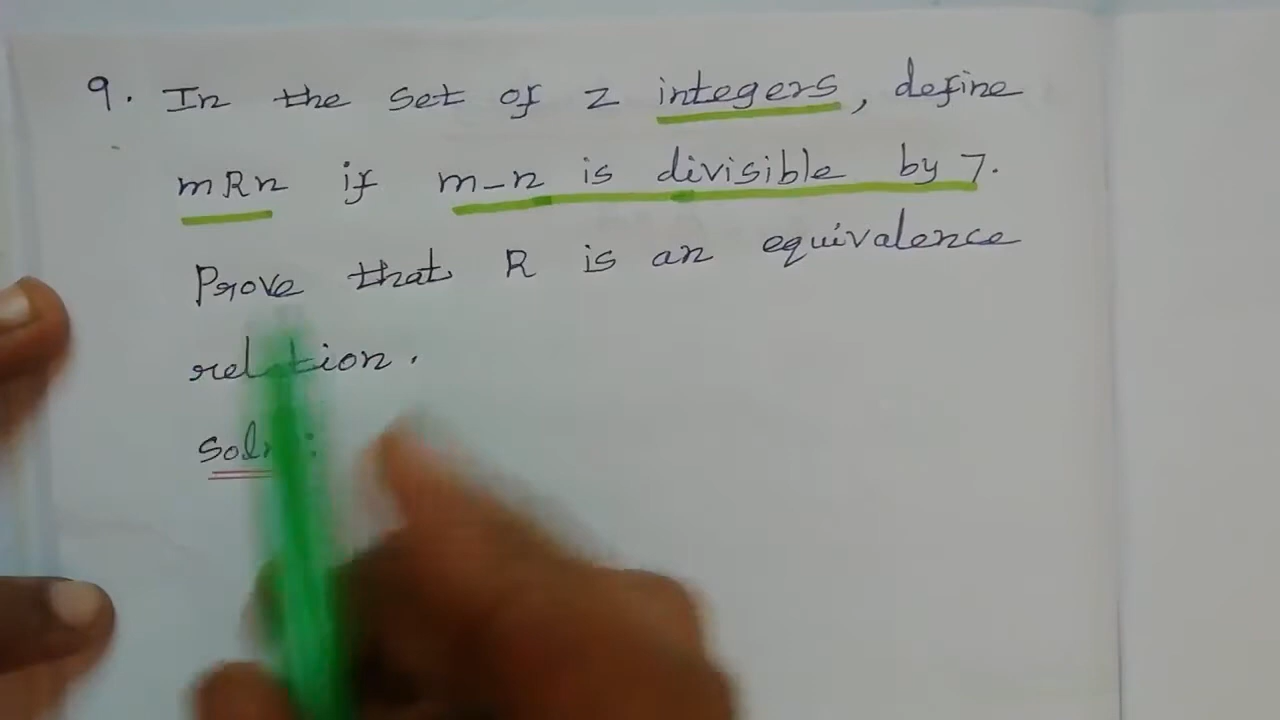 9. In the set of z integers, define
mRn if m-n is divisible by 7.
Prove that R is an equivalence
relation.
Soln: